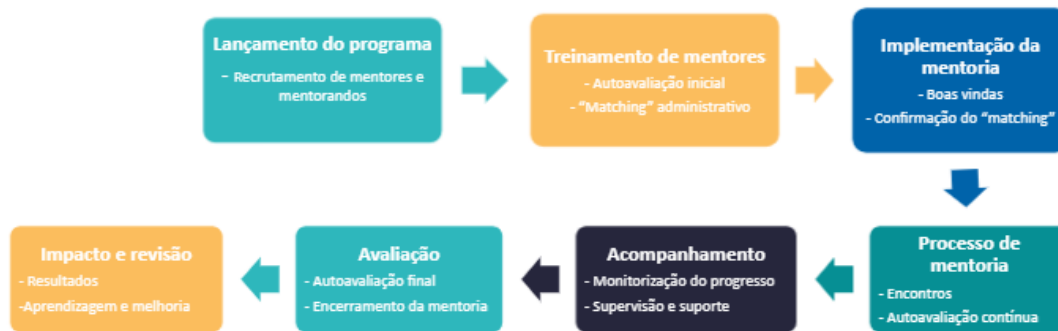 Lançamento do programa
- Recrutamento de mentores e
mentorandos
Treinamento de mentores
- Autoavaliação inicial
- “Matching” administrativo
Implementação da
mentoria
- Boas vindas
- Confirmação do “matching”
Processo de
mentoria
- Encontros
- Autoavaliação contínua
Acompanhamento
- Monitorização do progresso
- Supervisão e suporte
Avaliação
- Autoavaliação final
- Encerramento da mentoria
Impacto e revisão
- Resultados
-Aprendizagem e melhoria